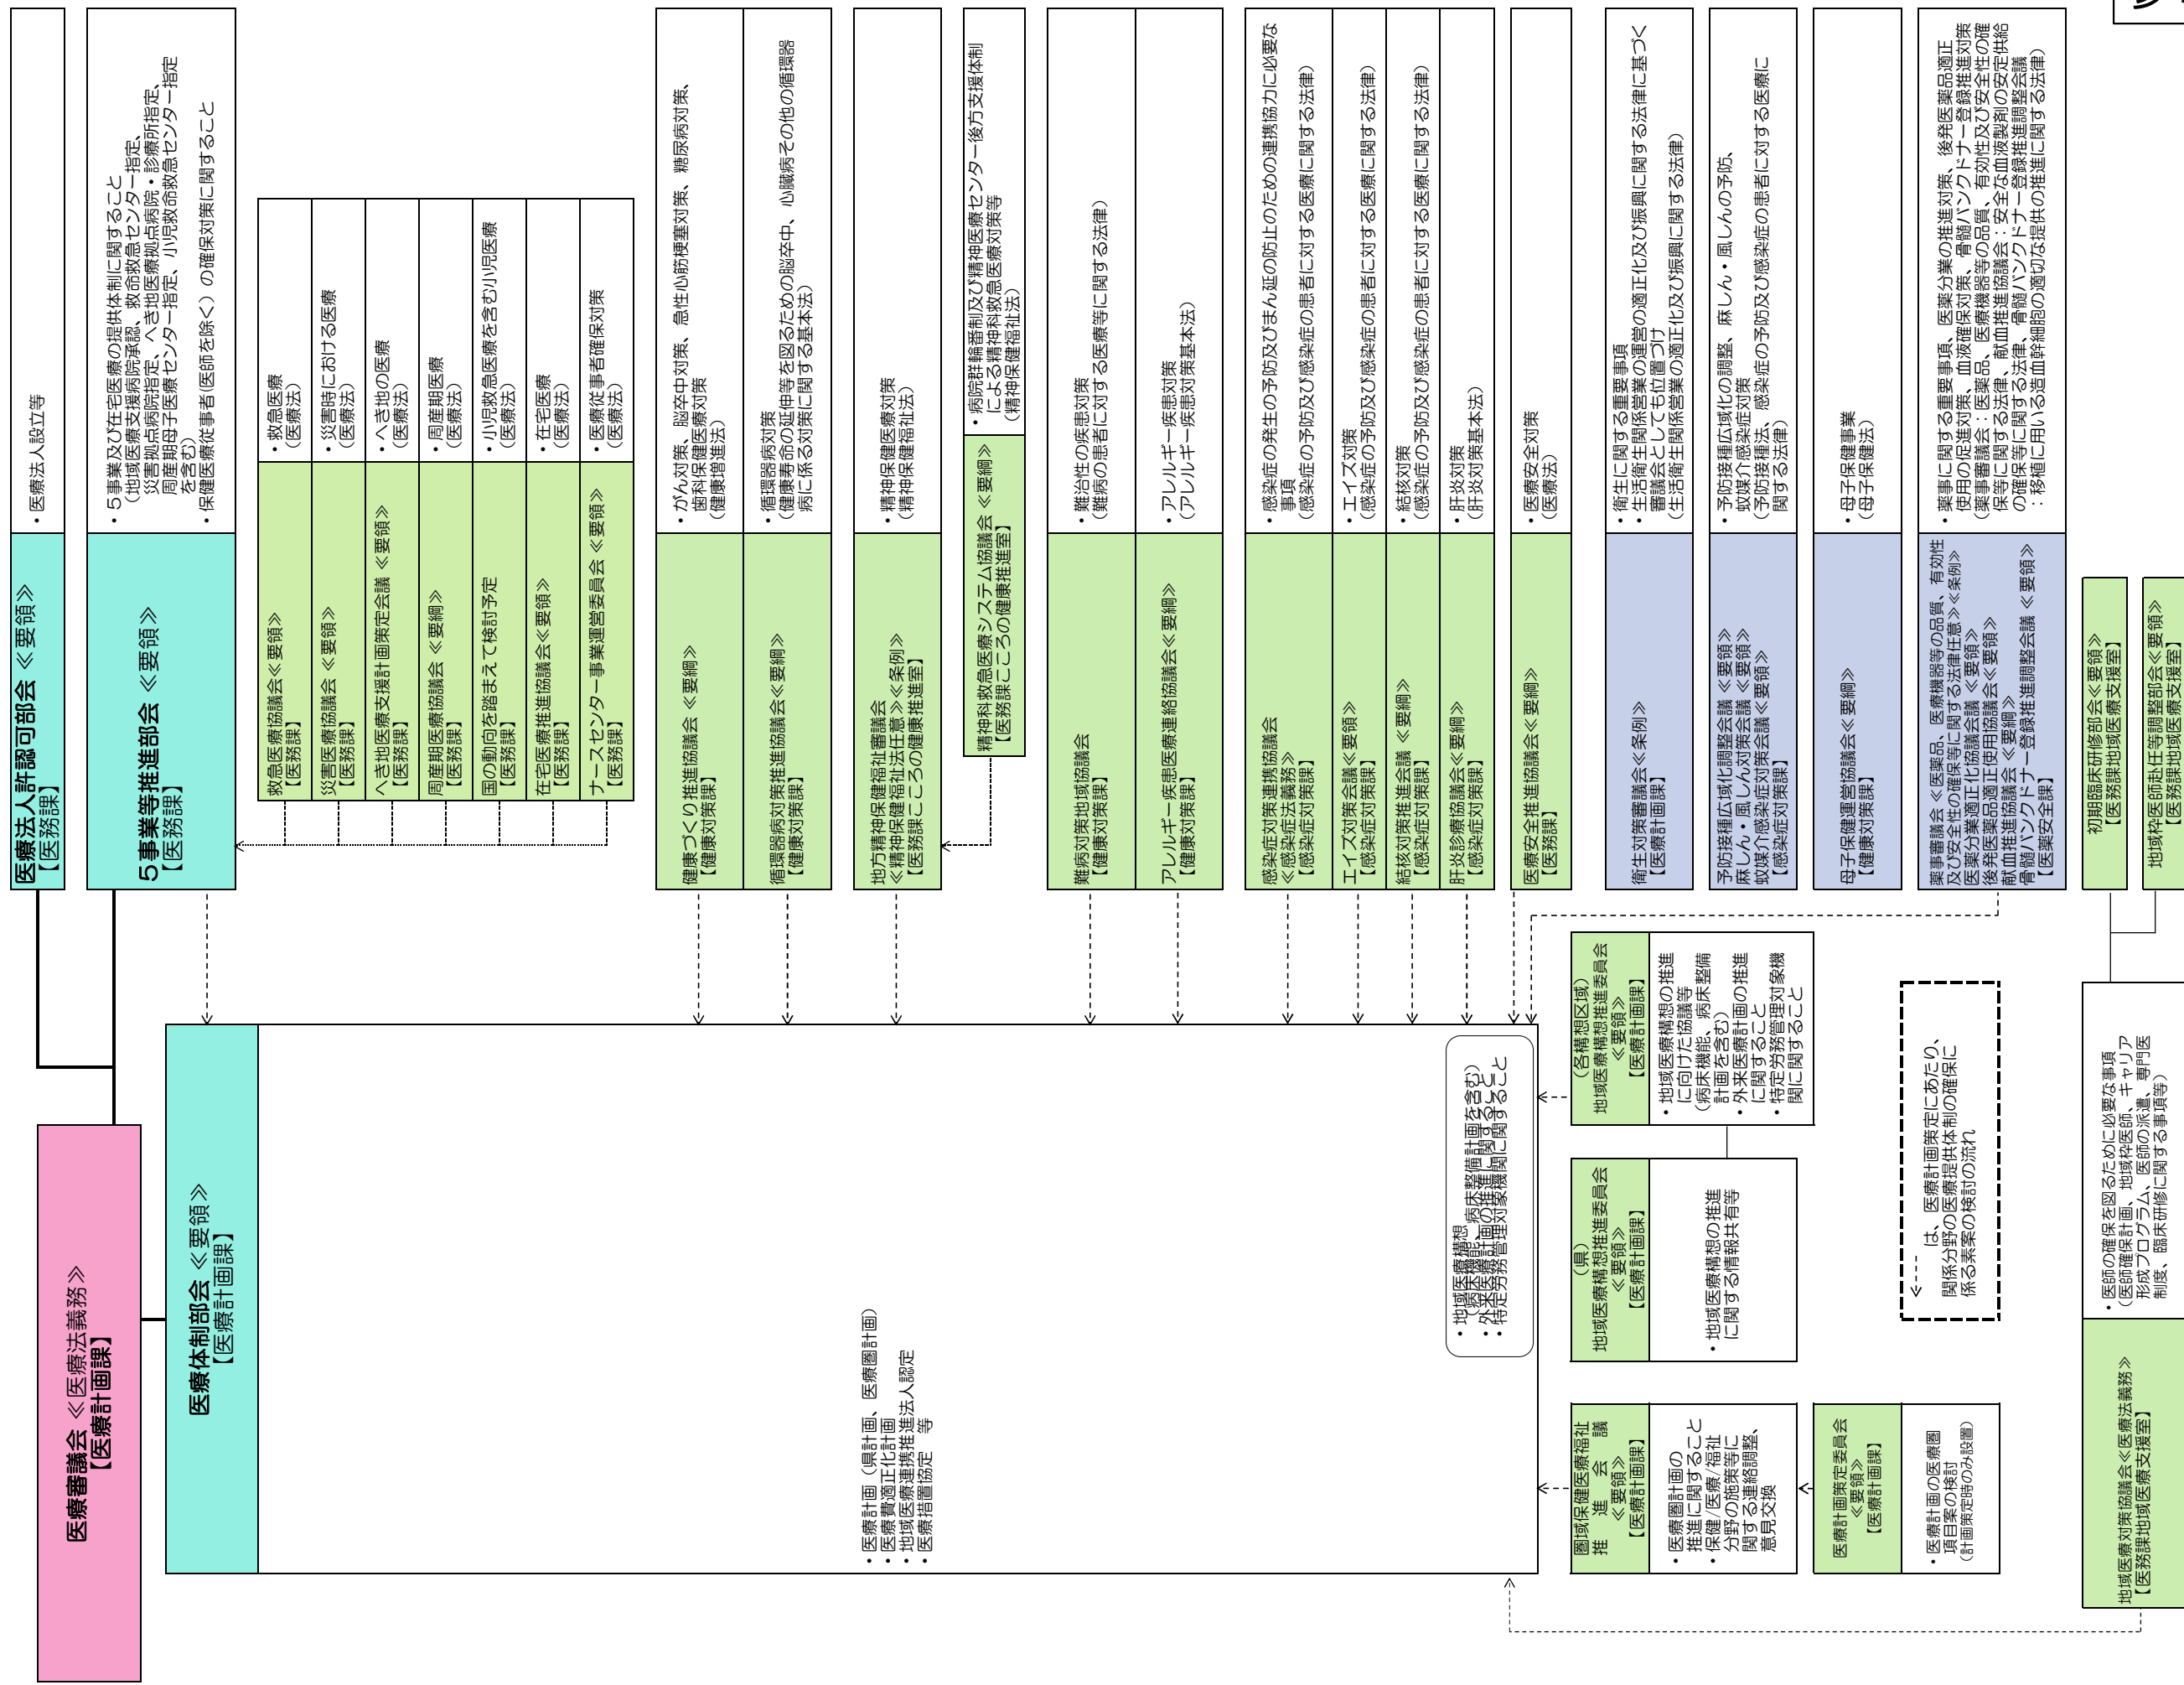 医療審議会 ≪医療法義務≫
【医療計画課】
医療法人許認可部会 ≪要領≫
【医務課】
・医療法人設立等
5事業等推進部会 ≪要領≫
【医務課】
・5事業及び在宅医療の提供体制に関すること
（地域医療支援病院承認、救命救急センター指定、
災害拠点病院指定、へき地医療拠点病院・診療所指定、
周産期母子医療センター指定、小児救命救急センター指定
を含む）
・保健医療従事者(医師を除く）の確保対策に関すること
医療体制部会 ≪要領≫
【医療計画課】
・医療計画（県計画、医療圏計画）
・医療費適正化計画
・地域医療連携推進法人認定
・医療措置協定　等
・地域医療構想
（病床機能、病床整備計画を含む）
・外来医療計画の推進に関すること
・特定労務管理対象機関に関すること
救急医療協議会≪要領≫
【医務課】
・救急医療
（医療法）
災害医療協議会 ≪要領≫
【医務課】
・災害時における医療
（医療法）
へき地医療支援計画策定会議 ≪要領≫
【医務課】
・へき地の医療
（医療法）
周産期医療協議会 ≪要綱≫
【医務課】
・周産期医療
（医療法）
国の動向を踏まえて検討予定
【医務課】
・小児救急医療を含む小児医療
（医療法）
在宅医療推進協議会≪要領≫
【医務課】
・在宅医療
（医療法）
ナースセンター事業運営委員会 ≪要領≫
【医務課】
・医療従事者確保対策
（医療法）
健康づくり推進協議会 ≪要綱≫
【健康対策課】
・がん対策、脳卒中対策、急性心筋梗塞対策、糖尿病対策、
歯科保健医療対策
（健康増進法）
循環器病対策推進協議会≪要綱≫
【健康対策課】
・循環器病対策
（健康寿命の延伸等を図るための脳卒中、心臓病その他の循環器
病に係る対策に関する基本法）
地方精神保健福祉審議会
≪精神保健福祉法任意≫≪条例≫
【医務課こころの健康推進室】
・精神保健医療対策
（精神保健福祉法）
精神科救急医療システム協議会 ≪要綱≫
【医務課こころの健康推進室】
・病院群輪番制及び精神医療センター後方支援体制
による精神科救急医療対策等
（精神保健福祉法）
難病対策地域協議会
【健康対策課】
・難治性の疾患対策
（難病の患者に対する医療等に関する法律）
アレルギー疾患医療連絡協議会≪要綱≫
【健康対策課】
・アレルギー疾患対策
（アレルギー疾患対策基本法）
感染症対策連携協議会
≪感染症法義務≫
【感染症対策課】
・感染症の発生の予防及びまん延の防止のための連携協力に必要な
事項
（感染症の予防及び感染症の患者に対する医療に関する法律）
エイズ対策会議≪要領≫
【感染症対策課】
・エイズ対策
（感染症の予防及び感染症の患者に対する医療に関する法律）
結核対策推進会議 ≪要綱≫
【感染症対策課】
・結核対策
（感染症の予防及び感染症の患者に対する医療に関する法律）
肝炎診療協議会≪要綱≫
【感染症対策課】
・肝炎対策
（肝炎対策基本法）
医療安全推進協議会≪要綱≫
【医務課】
・医療安全対策
（医療法）
衛生対策審議会≪条例≫
【医療計画課】
・衛生に関する重要事項
・生活衛生関係営業の運営の適正化及び振興に関する法律に基づく
審議会としても位置づけ
（生活衛生関係営業の適正化及び振興に関する法律）
予防接種広域化調整会議 ≪要領≫
麻しん・風しん対策会議 ≪要領≫
蚊媒介感染症対策会議≪要領≫
【感染症対策課】
・予防接種広域化の調整、麻しん・風しんの予防、
蚊媒介感染症対策
（予防接種法、感染症の予防及び感染症の患者に対する医療に
関する法律）
母子保健運営協議会≪要綱≫
【健康対策課】
・母子保健事業
（母子保健法）
薬事審議会 ≪医薬品、医療機器等の品質、有効性
及び安全性の確保等に関する法律任意≫≪条例≫
医薬分業適正化協議会議 ≪要領≫
後発医薬品適正使用協議会≪要領≫
献血推進協議会 ≪要綱≫
骨髄バンクドナー登録推進調整会議 ≪要領≫
【医薬安全課】
・薬事に関する重要事項、医薬分業の推進対策、後発医薬品適正
使用の促進対策、血液確保対策、骨髄バンクドナー登録推進対策
（薬事審議会：医薬品、医療機器等の品質、有効性及び安全性の確
保等に関する法律、献血推進協議会：安全な血液製剤の安定供給
の確保等に関する法律、骨髄バンクドナー登録推進調整会議
：移植に用いる造血幹細胞の適切な提供の推進に関する法律）
（各構想区域）
地域医療構想推進委員会
≪要領≫
【医療計画課】
・地域医療構想の推進
に向けた協議等
（病床機能、病床整備
計画を含む）
・外来医療計画の推進
に関すること
・特定労務管理対象機
関に関すること
（県）
地域医療構想推進委員会
≪要領≫
【医療計画課】
・地域医療構想の推進
に関する情報共有等
圏域保健医療福祉
推　進　会　議
≪要領≫
【医療計画課】
・医療圏計画の
推進に関すること
・保健/医療/福祉
分野の施策等に
関する連絡調整、
意見交換
医療計画策定委員会
≪要領≫
【医療計画課】
・医療計画の医療圏
項目案の検討
（計画策定時のみ設置）
は、医療計画策定にあたり、
関係分野の医療提供体制の確保に
係る素案の検討の流れ
初期臨床研修部会≪要領≫
【医務課地域医療支援室】
地域枠医師赴任等調整部会≪要領≫
【医務課地域医療支援室】
地域医療対策協議会≪医療法義務≫
【医務課地域医療支援室】
・医師の確保を図るために必要な事項
（医師確保計画、地域枠医師、キャリア
形成プログラム、医師の派遣、専門医
制度、臨床研修に関する事項等）